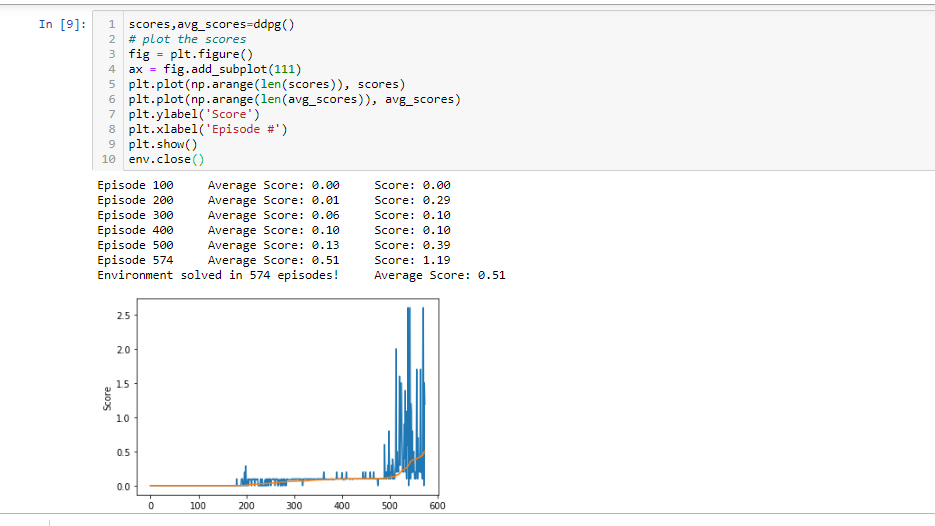 In [9]:
1 scores,avg_scores=ddpg()
2 # plot the scores
3 fig = plt.figure()
4 ax = fig.add_subplot(111)
5 plt.plot(np.arange(len(scores)), scores)
6 plt.plot(np.arange(len(avg_scores)), avg_scores)
7 plt.ylabel('Score')
8 plt.xlabel('Episode #')
9 plt.show()
10 env.close()
Episode 100 Average Score: 0.00 Score: 0.00
Episode 200 Average Score: 0.01 Score: 0.29
Episode 300 Average Score: 0.06 Score: 0.10
Episode 400 Average Score: 0.10 Score: 0.10
Episode 500 Average Score: 0.13 Score: 0.39
Episode 574 Average Score: 0.51 Score: 1.19
Environment solved in 574 episodes! Average Score: 0.51
2.5
2.0
1.5
1.0
0.5
0.0
Score
0 100 200 300 400 500 600